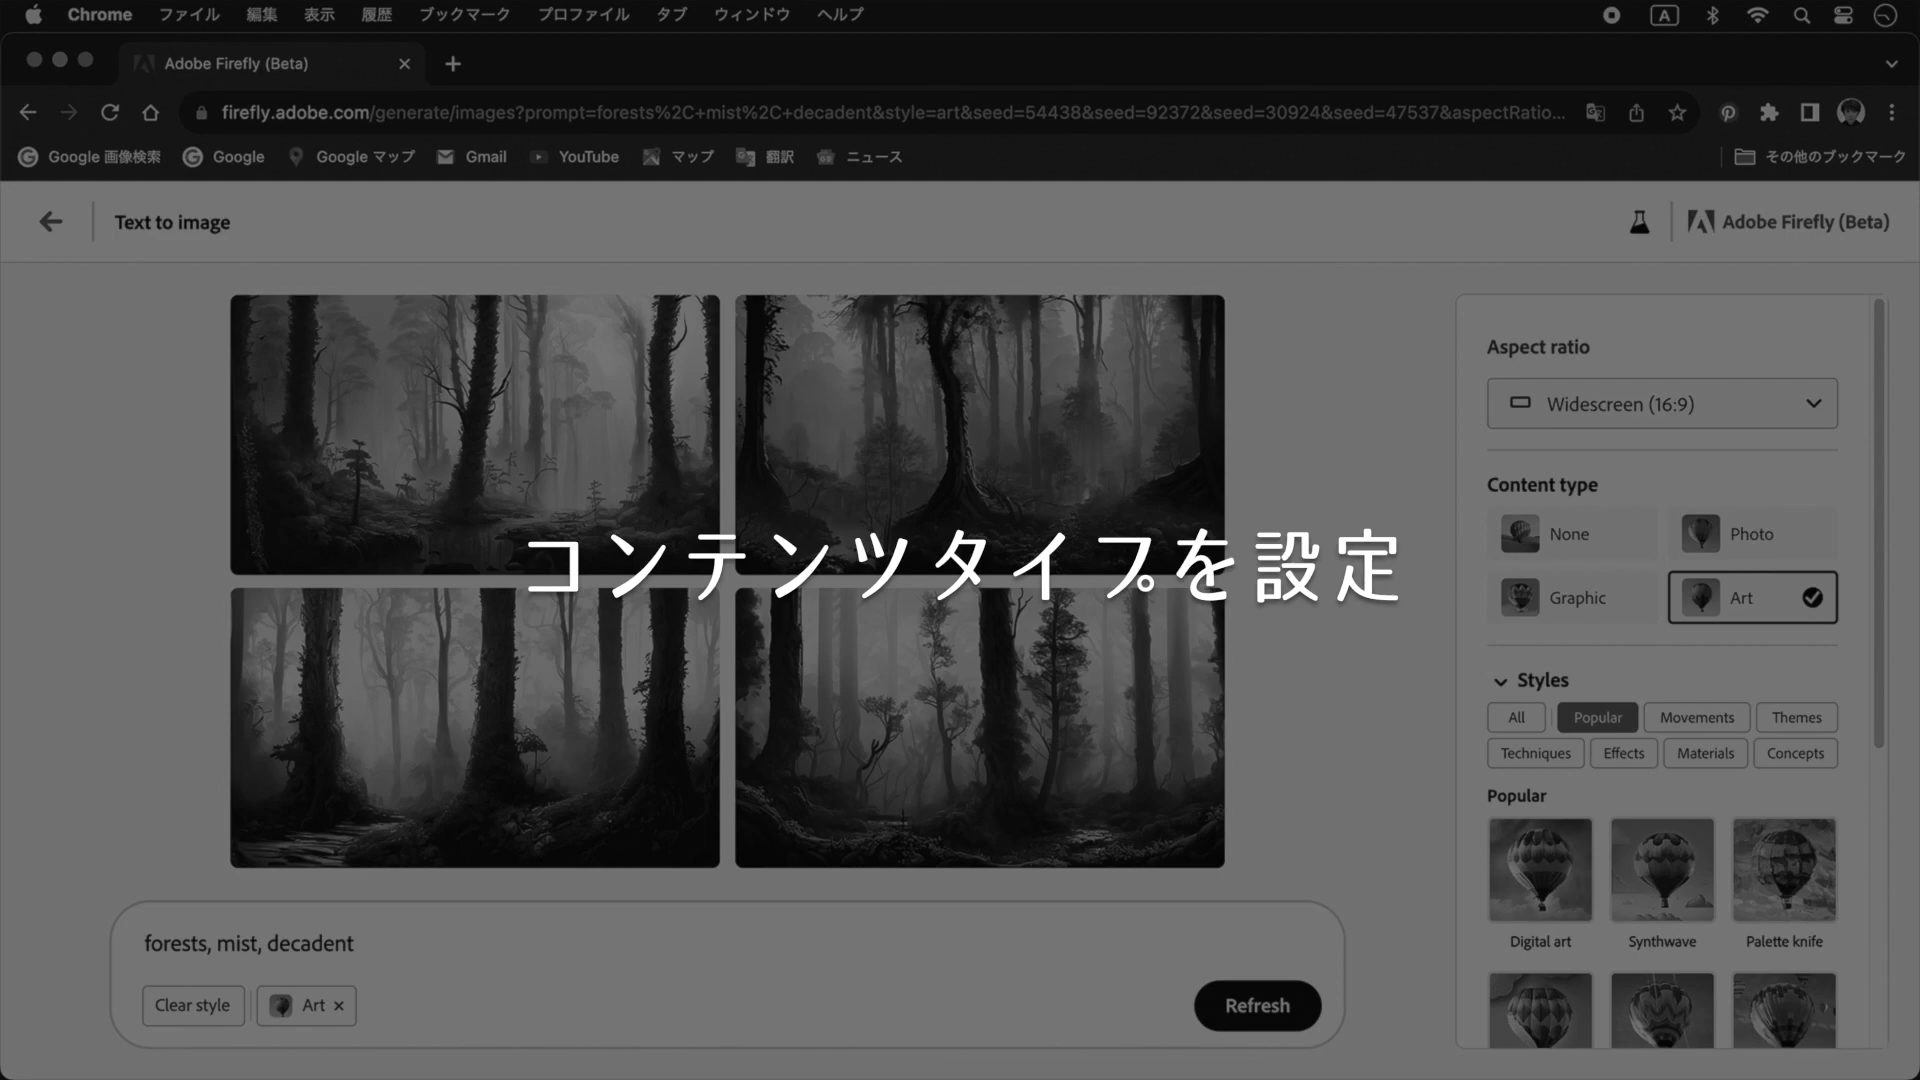 Chrome ファイル 編集 表示 履歴 ブックマーク プロファイル タブ ウィンドウ ヘルプ A
Adobe Firefly (Beta)
firefly.adobe.com/generate/images?prompt=forests%2C+mist%2C+decadent&style=art&seed=54438&seed=92372&seed=30924&seed=47537&aspectRatio...
Google 画像検索 Google Google マップ Gmail YouTube マップ 翻訳 ニュース その他のブックマーク
Text to image
Adobe Firefly (Beta)
Aspect ratio
Widescreen (16:9)
Content type
None Photo
Graphic Art
コンテンツタイプを設定
Styles
All Popular Movements Themes
Techniques Effects Materials Concepts
Popular
Digital art Synthwave Palette knife
forests, mist, decadent
Clear style Art
Refresh